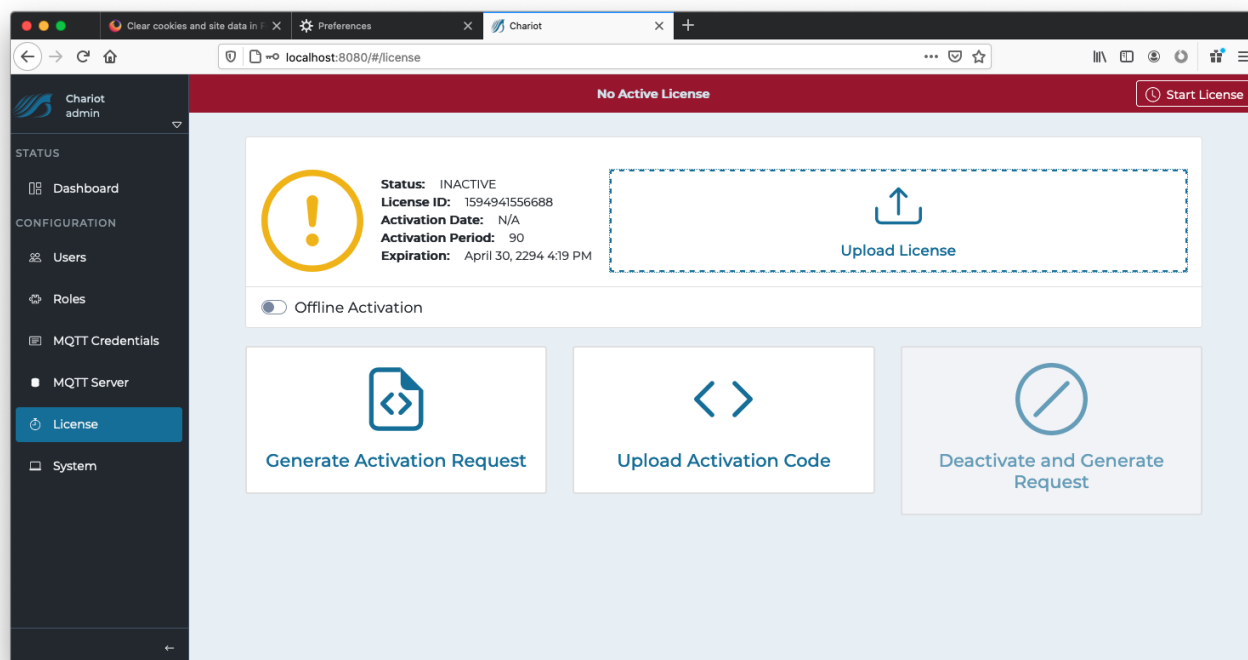 Clear cookies and site data in F
Preferences
Chariot
localhost:8080/#/license
Chariot
admin
No Active License
Start License
STATUS
Dashboard
CONFIGURATION
Users
Roles
MQTT Credentials
MQTT Server
License
System
Status: INACTIVE
License ID: 1594941556688
Activation Date: N/A
Activation Period: 90
Expiration: April 30, 2294 4:19 PM
Upload License
Offline Activation
Generate Activation Request
Upload Activation Code
Deactivate and Generate
Request